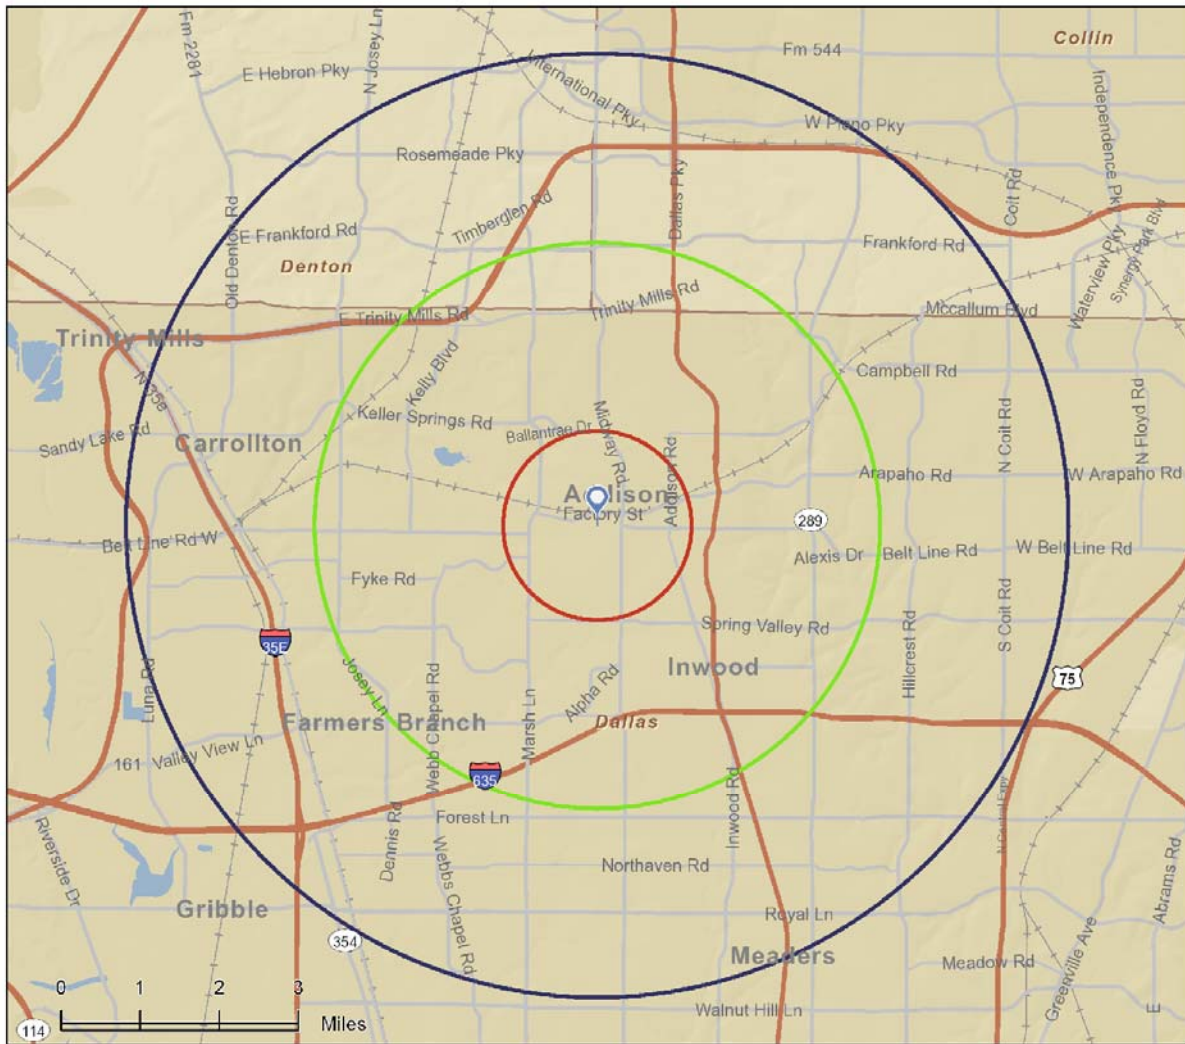 Fm 2281
N Josey Ln
Collin
Fm 544
E Hebron Pky
International Pky
Independence Pky
W Plano Pky
Rosemeade Pky
Dallas Pky
Coit Rd
Old Denton Rd
Timberglen Rd
E Frankford Rd
Frankford Rd
Waterview Pky
Synergy Park Blvd
Denton
Trinity Mills Rd
E Trinity Mills Rd
Mccallum Blvd
Trinity Mills
Kelly Blvd
Campbell Rd
N 35e
Keller Springs Rd
Midway Rd
N Coit Rd
N Floyd Rd
Sandy Lake Rd
Carrollton
Ballantrae Dr
Addison Rd
Arapaho Rd
W Arapaho Rd
Addison
Factory St
289
Belt Line Rd W
Alexis Dr
Belt Line Rd
W Belt Line Rd
Fyke Rd
Spring Valley Rd
S Coit Rd
35E
Hillcrest Rd
Inwood
75
Luna Rd
Josey Ln
Webb Chapel Rd
Marsh Ln
Alpha Rd
Farmers Branch
Dallas
161
Valley View Ln
635
Inwood Rd
N Central Expy
Riverside Dr
Dennis Rd
Forest Ln
Webbs Chapel Rd
Northaven Rd
Abrams Rd
Gribble
Royal Ln
354
Meaders
Meadow Rd
Greenville Ave
0 1 2 3
Miles
Walnut Hill Ln
E
114